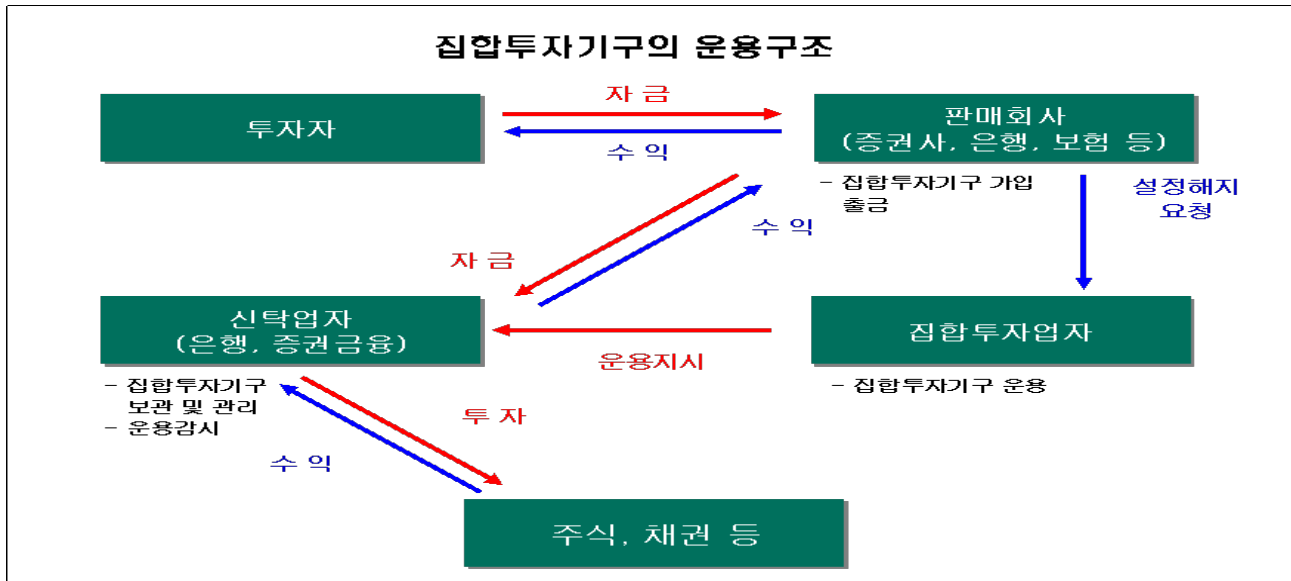 집합투자기구의 운용구조
자 금
투자자
수 익
판매회사
(증권사, 은행, 보험 등)
- 집합투자기구 가입
출금
설정해지
요청
수 익
자 금
신탁업자
(은행, 증권금융)
- 집합투자기구
보관 및 관리
- 운용감시
운용지시
집합투자업자
- 집합투자기구 운용
투 자
수 익
주식, 채권 등